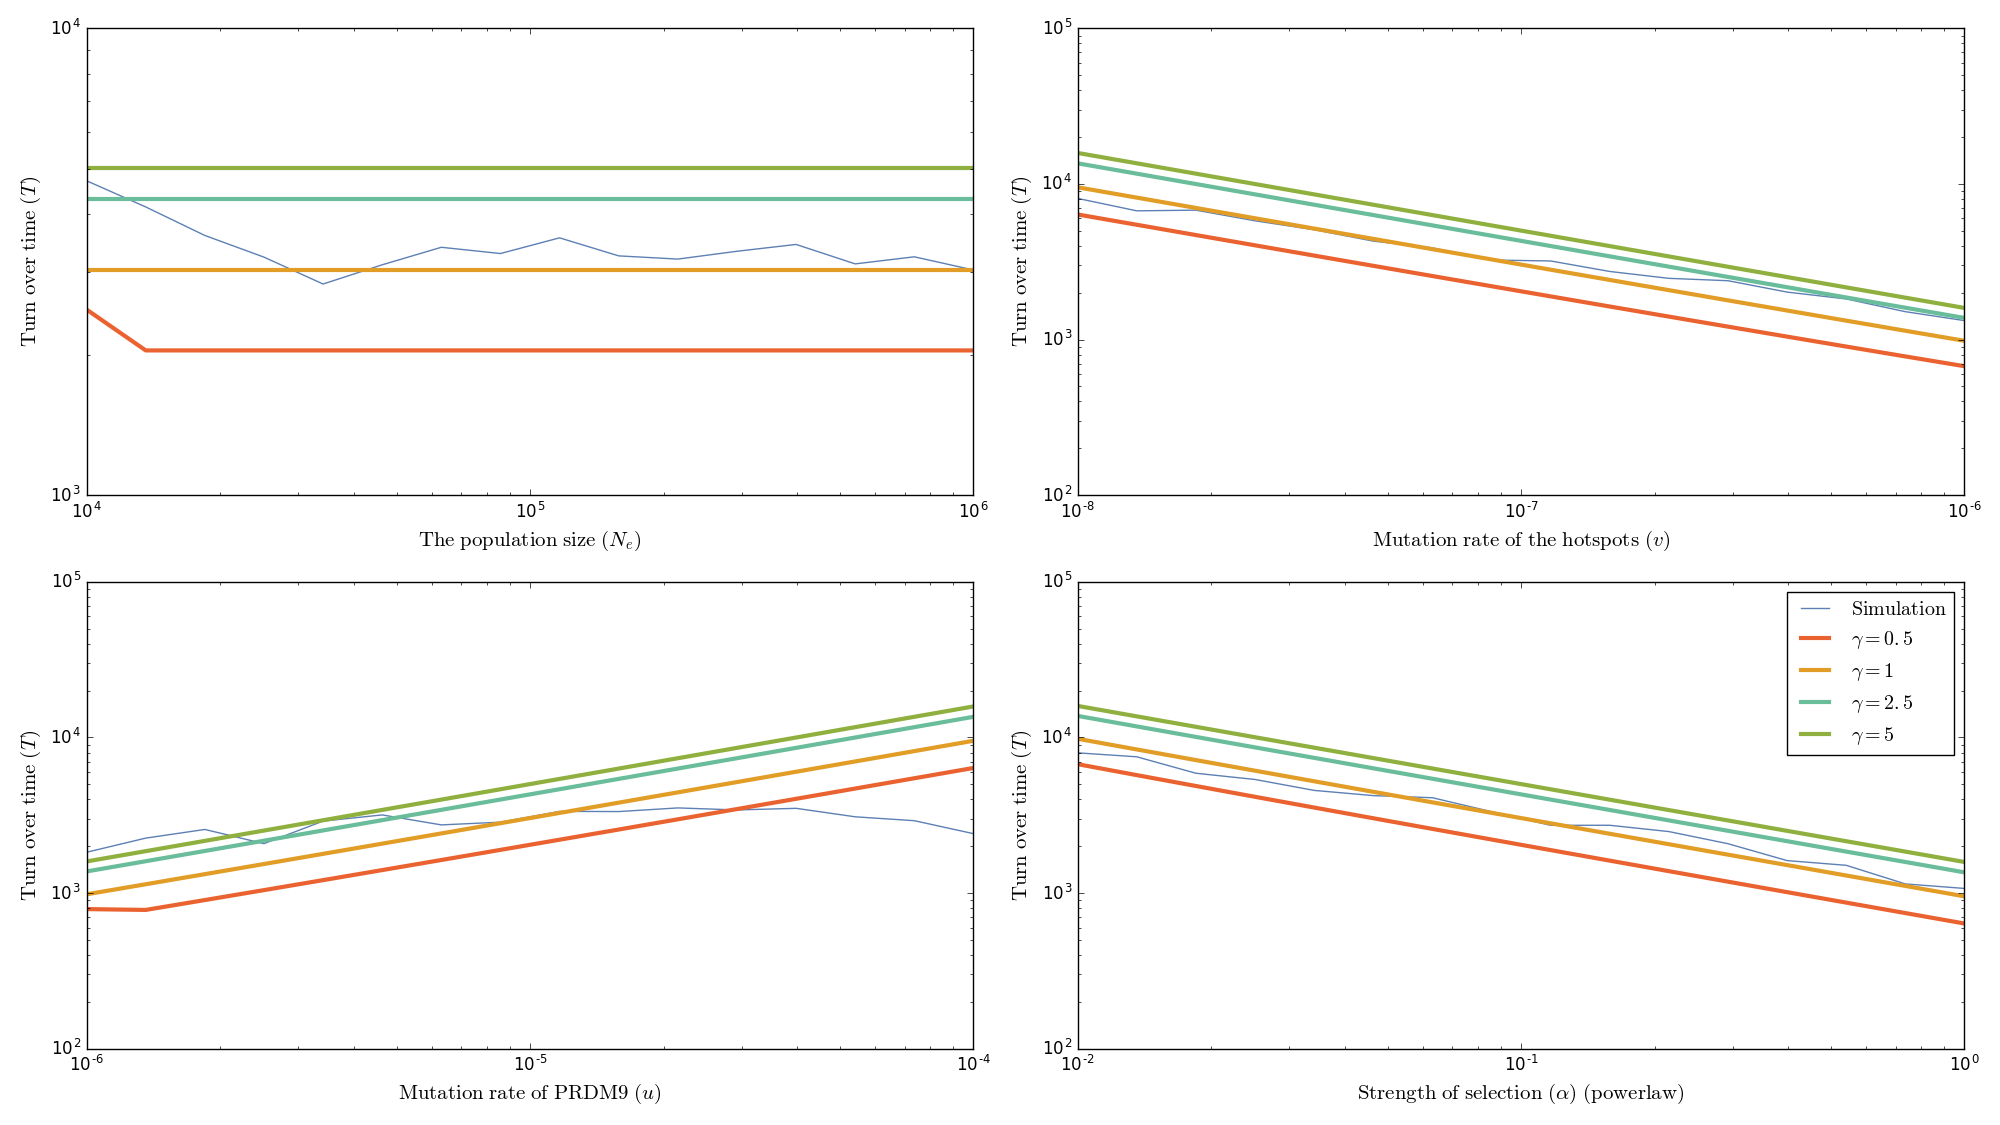 10^4
10^3
10^4
10^5
10^6
Turn over time (T)
The population size (N_e)
10^5
10^4
10^3
10^2
10^-8
10^-7
10^-6
Turn over time (T)
Mutation rate of the hotspots (v)
10^5
10^4
10^3
10^2
10^-6
10^-5
10^-4
Turn over time (T)
Mutation rate of PRDM9 (u)
10^5
10^4
10^3
10^2
10^-2
10^-1
10^0
Turn over time (T)
Strength of selection (α) (powerlaw)
Simulation
γ = 0.5
γ = 1
γ = 2.5
γ = 5